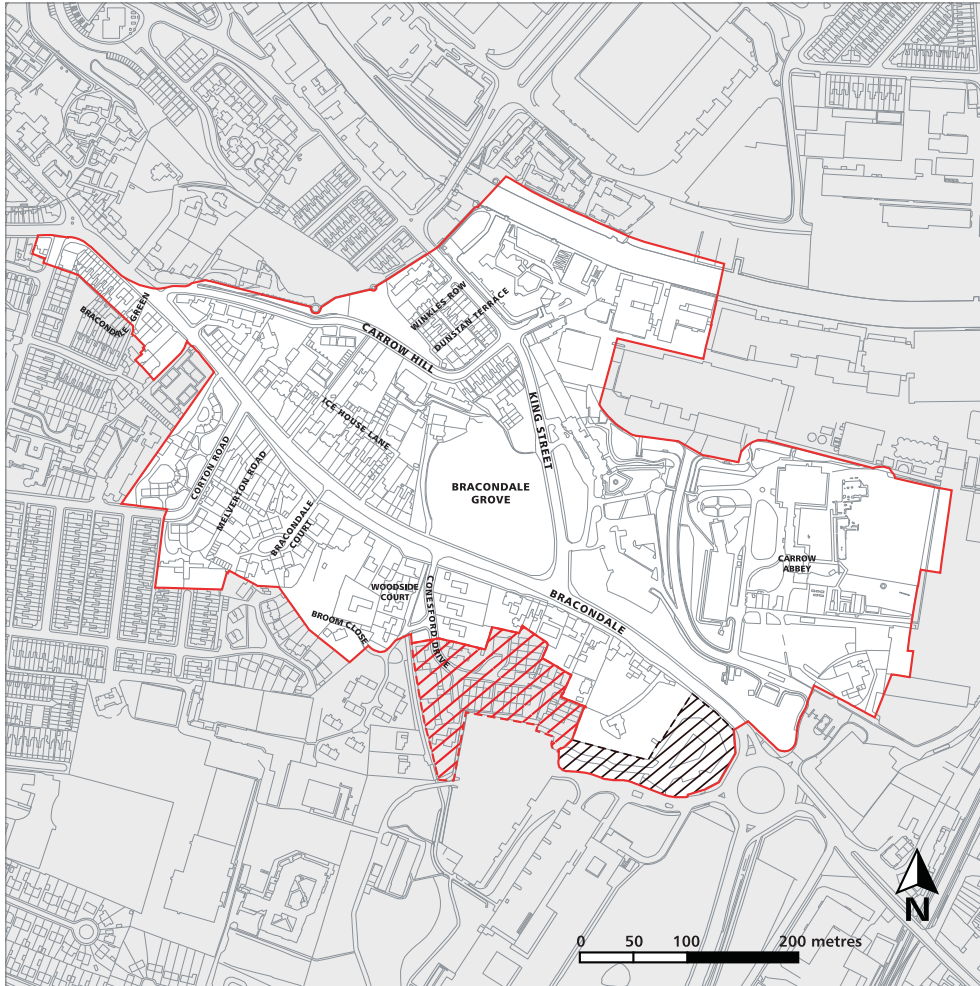 WINKLES ROW
DUNSTAN TERRACE
BRACONDALE GREEN
CARROW HILL
ICE HOUSE LANE
KING STREET
CORTON ROAD
MELVERTON ROAD
BRACONDALE
GROVE
BRACONDALE
COURT
CARROW
ABBEY
WOODSIDE
COURT
CONESFORD DRIVE
BRACONDALE
BROOM CLOSE
N
0 50 100 200 metres